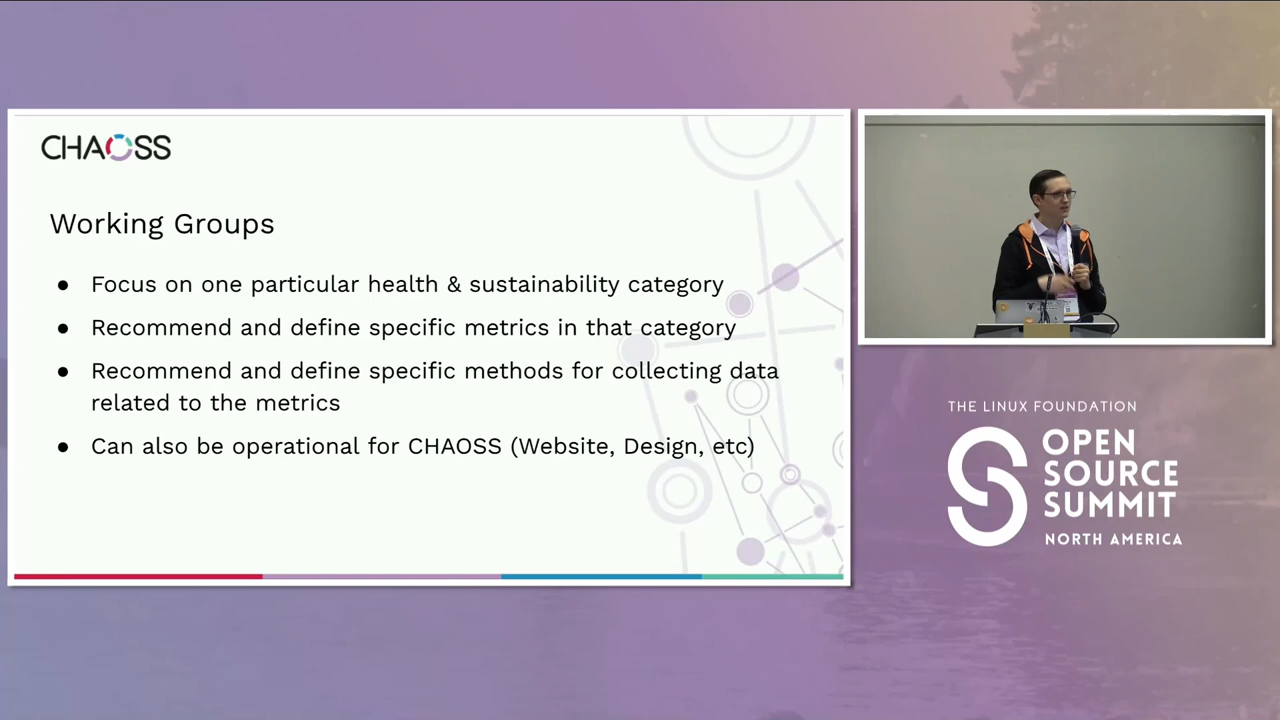 CHAOSS
Working Groups
● Focus on one particular health & sustainability category
● Recommend and define specific metrics in that category
● Recommend and define specific methods for collecting data
related to the metrics
● Can also be operational for CHAOSS (Website, Design, etc)
THE LINUX FOUNDATION
OPEN
SOURCE
SUMMIT
NORTH AMERICA